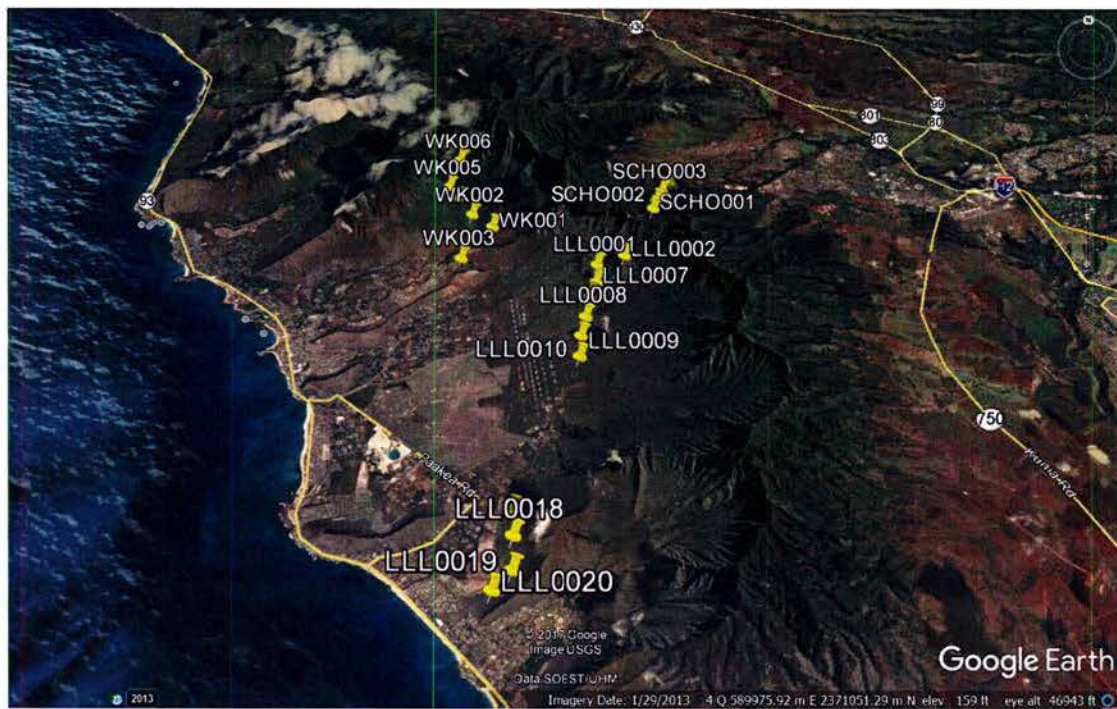 N
930
99
801
80
803
H2
93
WK006
WK005
WK002
WK001
WK003
SCHO003
SCHO002
SCHO001
LLL0001
LLL0002
LLL0007
LLL0008
LLL0009
LLL0010
750
Kunia Rd
Paakea Rd
LLL0018
LLL0019
LLL0020
© 2017 Google
Image USGS
Data SOEST/UHM
Google Earth
2013
Imagery Date: 1/29/2013 4 Q 589975.92 m E 2371051.29 m N elev 159 ft eye alt 46943 ft